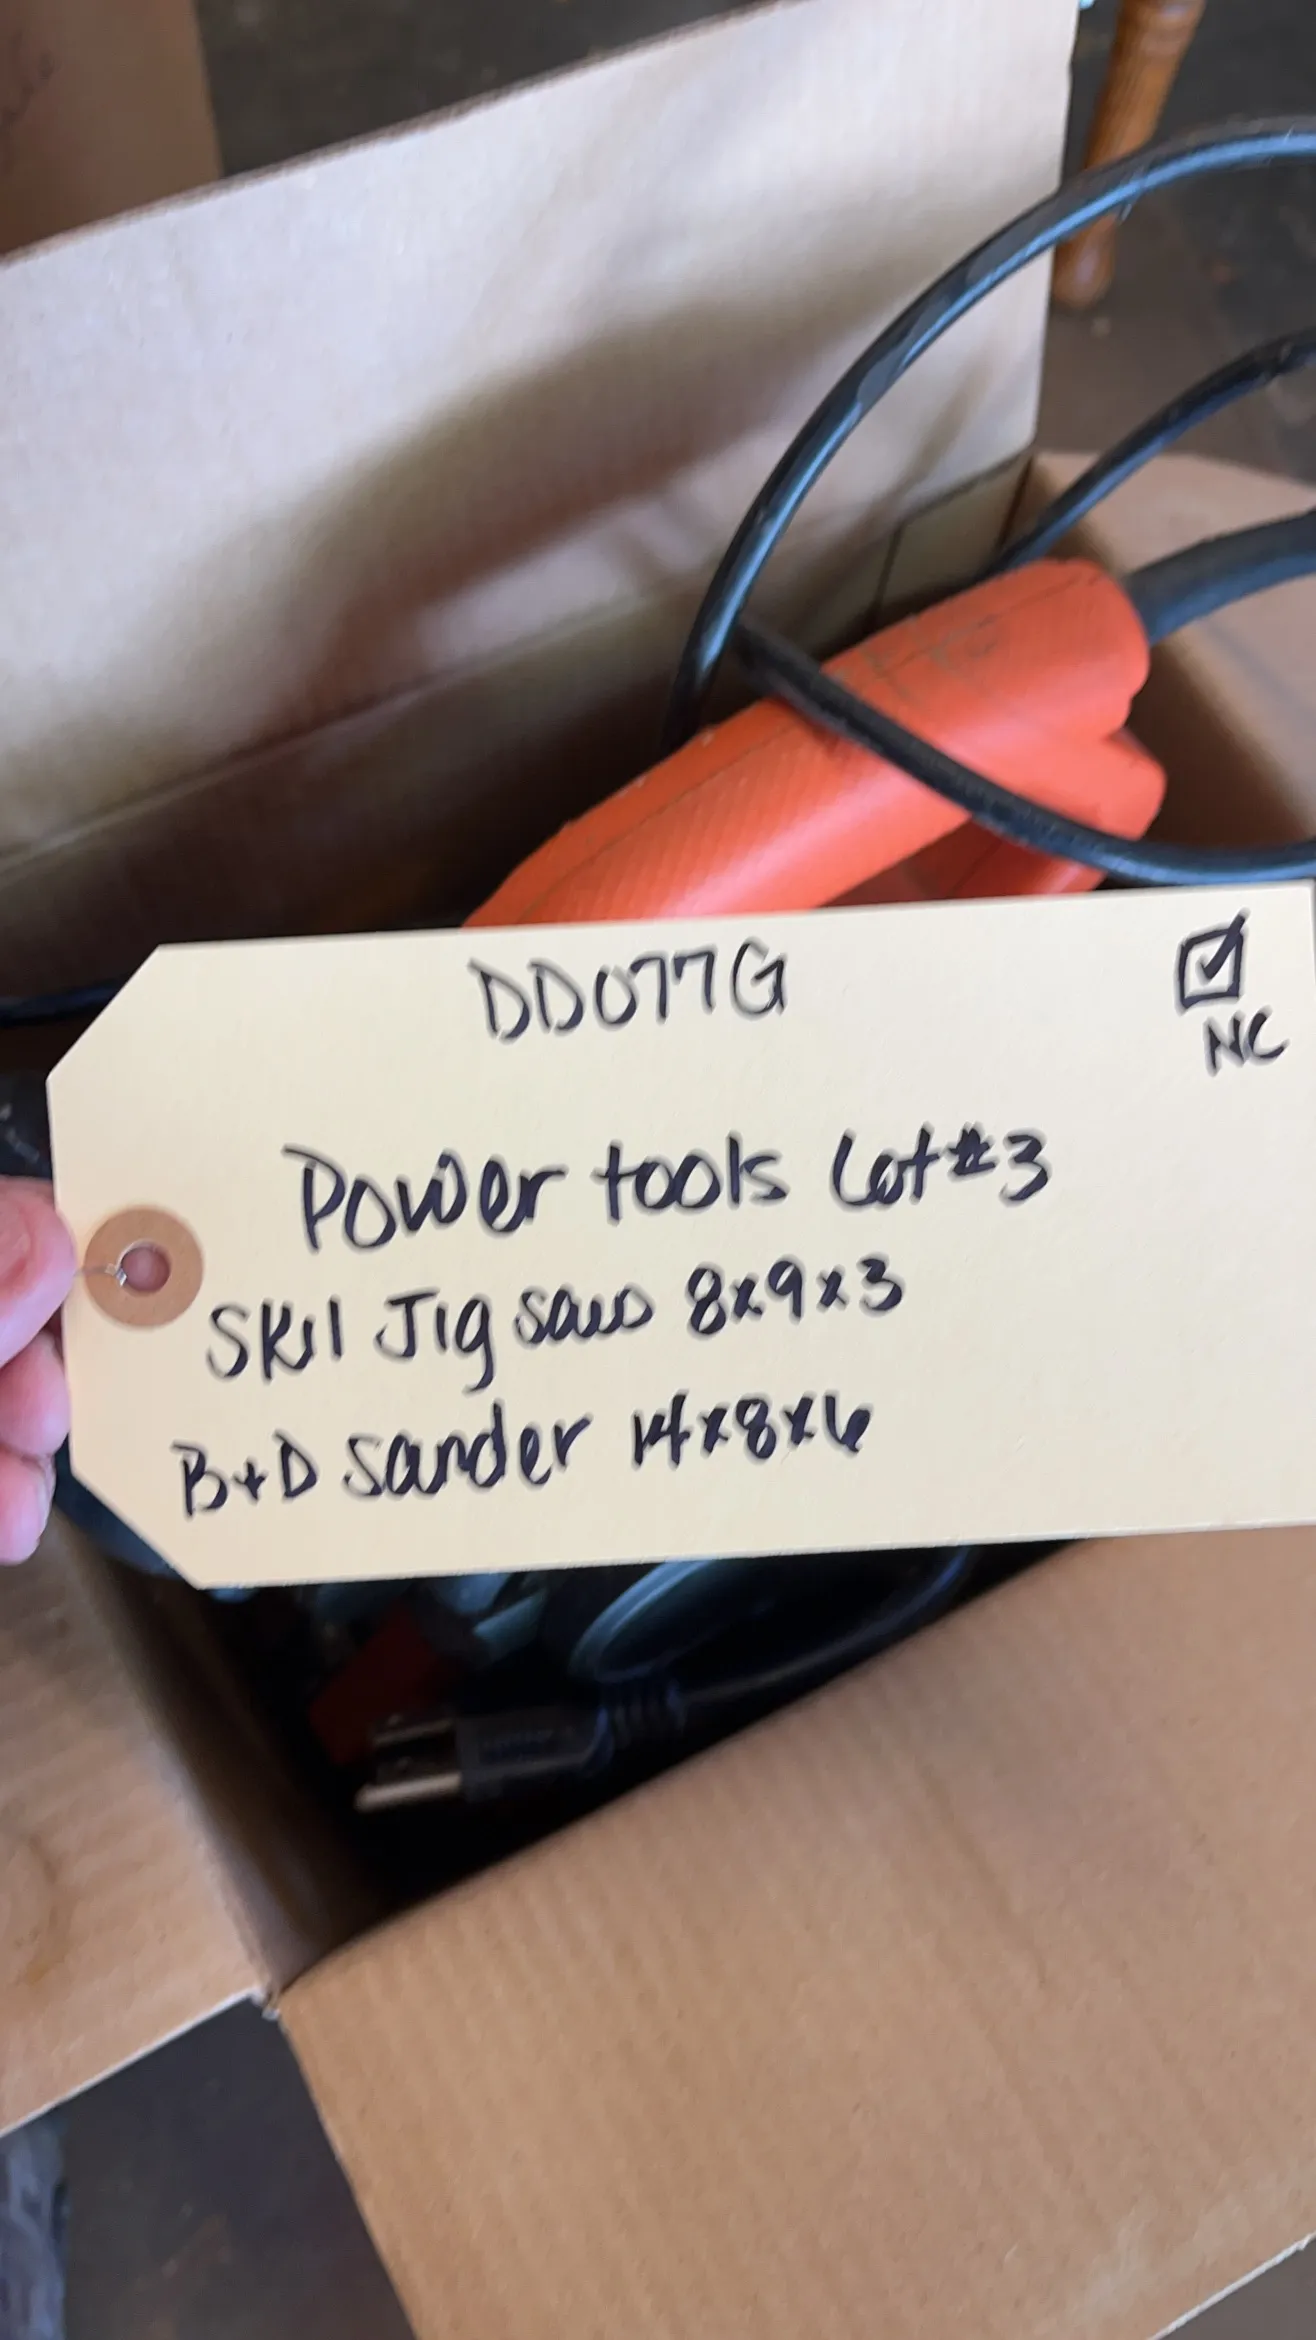 DD077G
NC
Power tools Lot #3
Skil Jig saw 8x9x3
B+D Sander 14x8x6